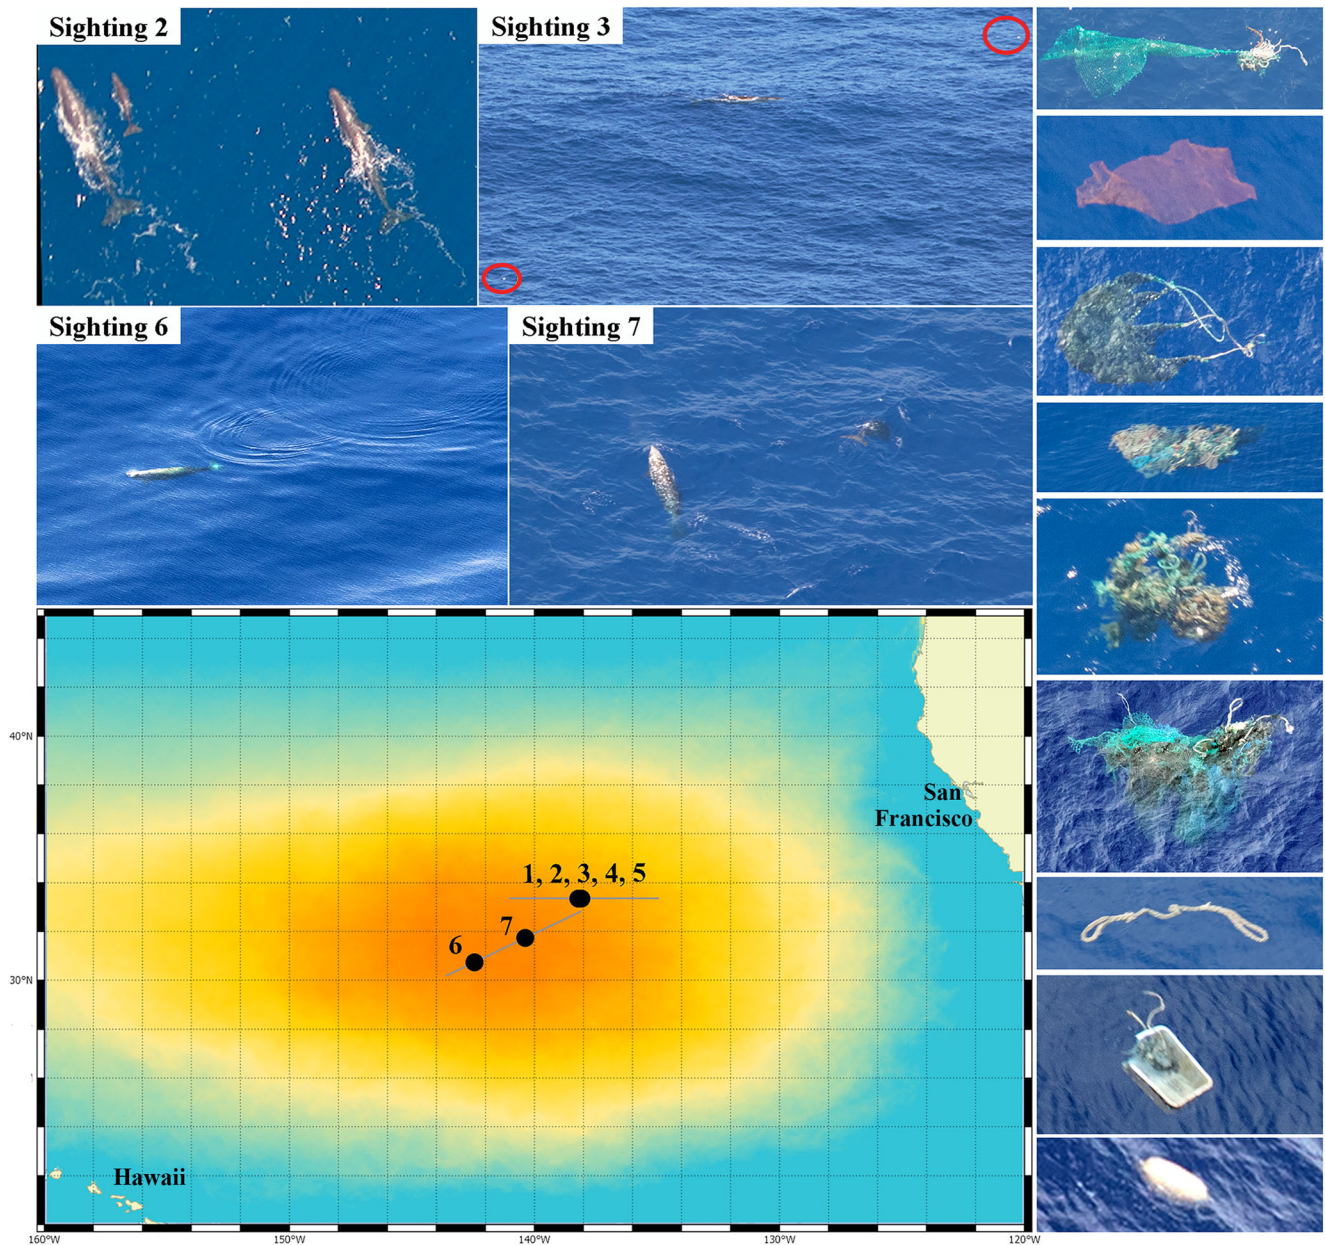 Sighting 2
Sighting 3
Sighting 6
Sighting 7
40°N
San
Francisco
1, 2, 3, 4, 5
7
6
30°N
Hawaii
160°W
150°W
140°W
130°W
120°W